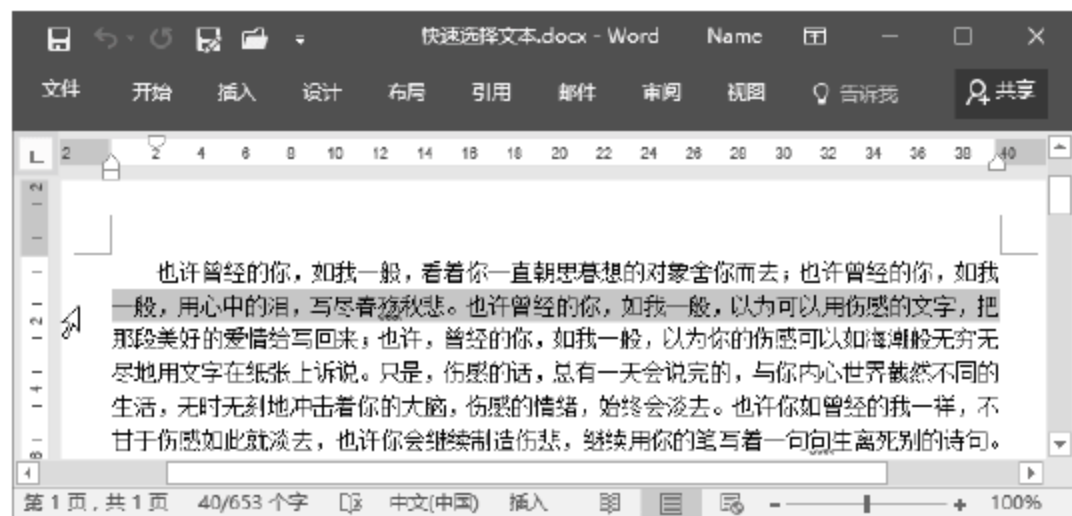 快速选择文本.docx - Word Name
文件 开始 插入 设计 布局 引用 邮件 审阅 视图 告诉我 共享
L 2 2 4 6 8 10 12 14 16 18 20 22 24 26 28 30 32 34 36 38 40
也许曾经的你，如我一般，看着你一直朝思暮想的对象舍你而去；也许曾经的你，如我
一般，用心中的泪，写尽春殇秋悲。也许曾经的你，如我一般，以为可以用伤感的文字，把
那段美好的爱情给写回来；也许，曾经的你，如我一般，以为你的伤感可以如海潮般无穷无
尽地用文字在纸张上诉说。只是，伤感的话，总有一天会说完的，与你内心世界截然不同的
生活，无时无刻地冲击着你的大脑，伤感的情绪，始终会淡去。也许你如曾经的我一样，不
甘于伤感如此就淡去，也许你会继续制造伤悲，继续用你的笔写着一句句生离死别的诗句。
2
2
4
6
第 1 页，共 1 页 40/653 个字 中文(中国) 插入 100%